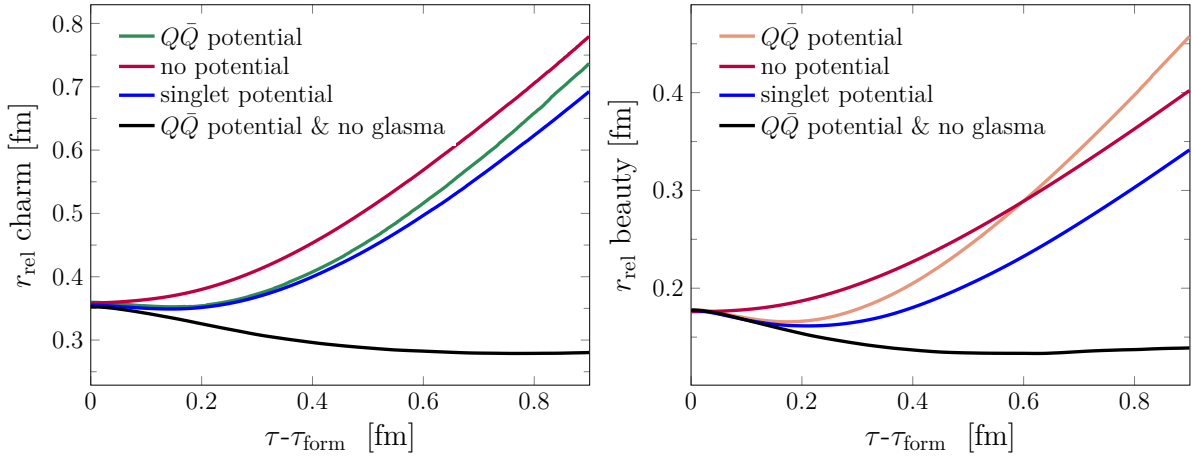 0.8
0.7
0.6
0.5
0.4
0.3
r_rel charm [fm]
QQ̄ potential
no potential
singlet potential
QQ̄ potential & no glasma
0 0.2 0.4 0.6 0.8
τ-τ_form [fm]
0.4
0.3
0.2
0.1
r_rel beauty [fm]
QQ̄ potential
no potential
singlet potential
QQ̄ potential & no glasma
0 0.2 0.4 0.6 0.8
τ-τ_form [fm]